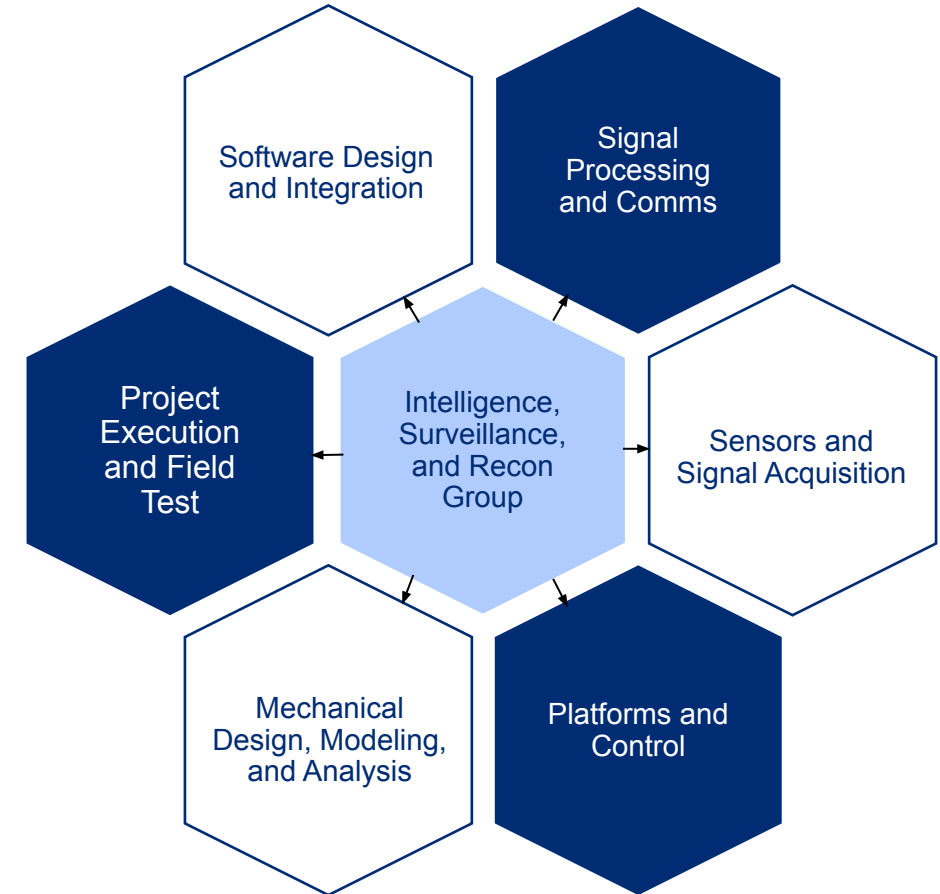 Software Design
and Integration
Signal
Processing
and Comms
Project
Execution
and Field
Test
Intelligence,
Surveillance,
and Recon
Group
Sensors and
Signal Acquisition
Mechanical
Design, Modeling,
and Analysis
Platforms and
Control